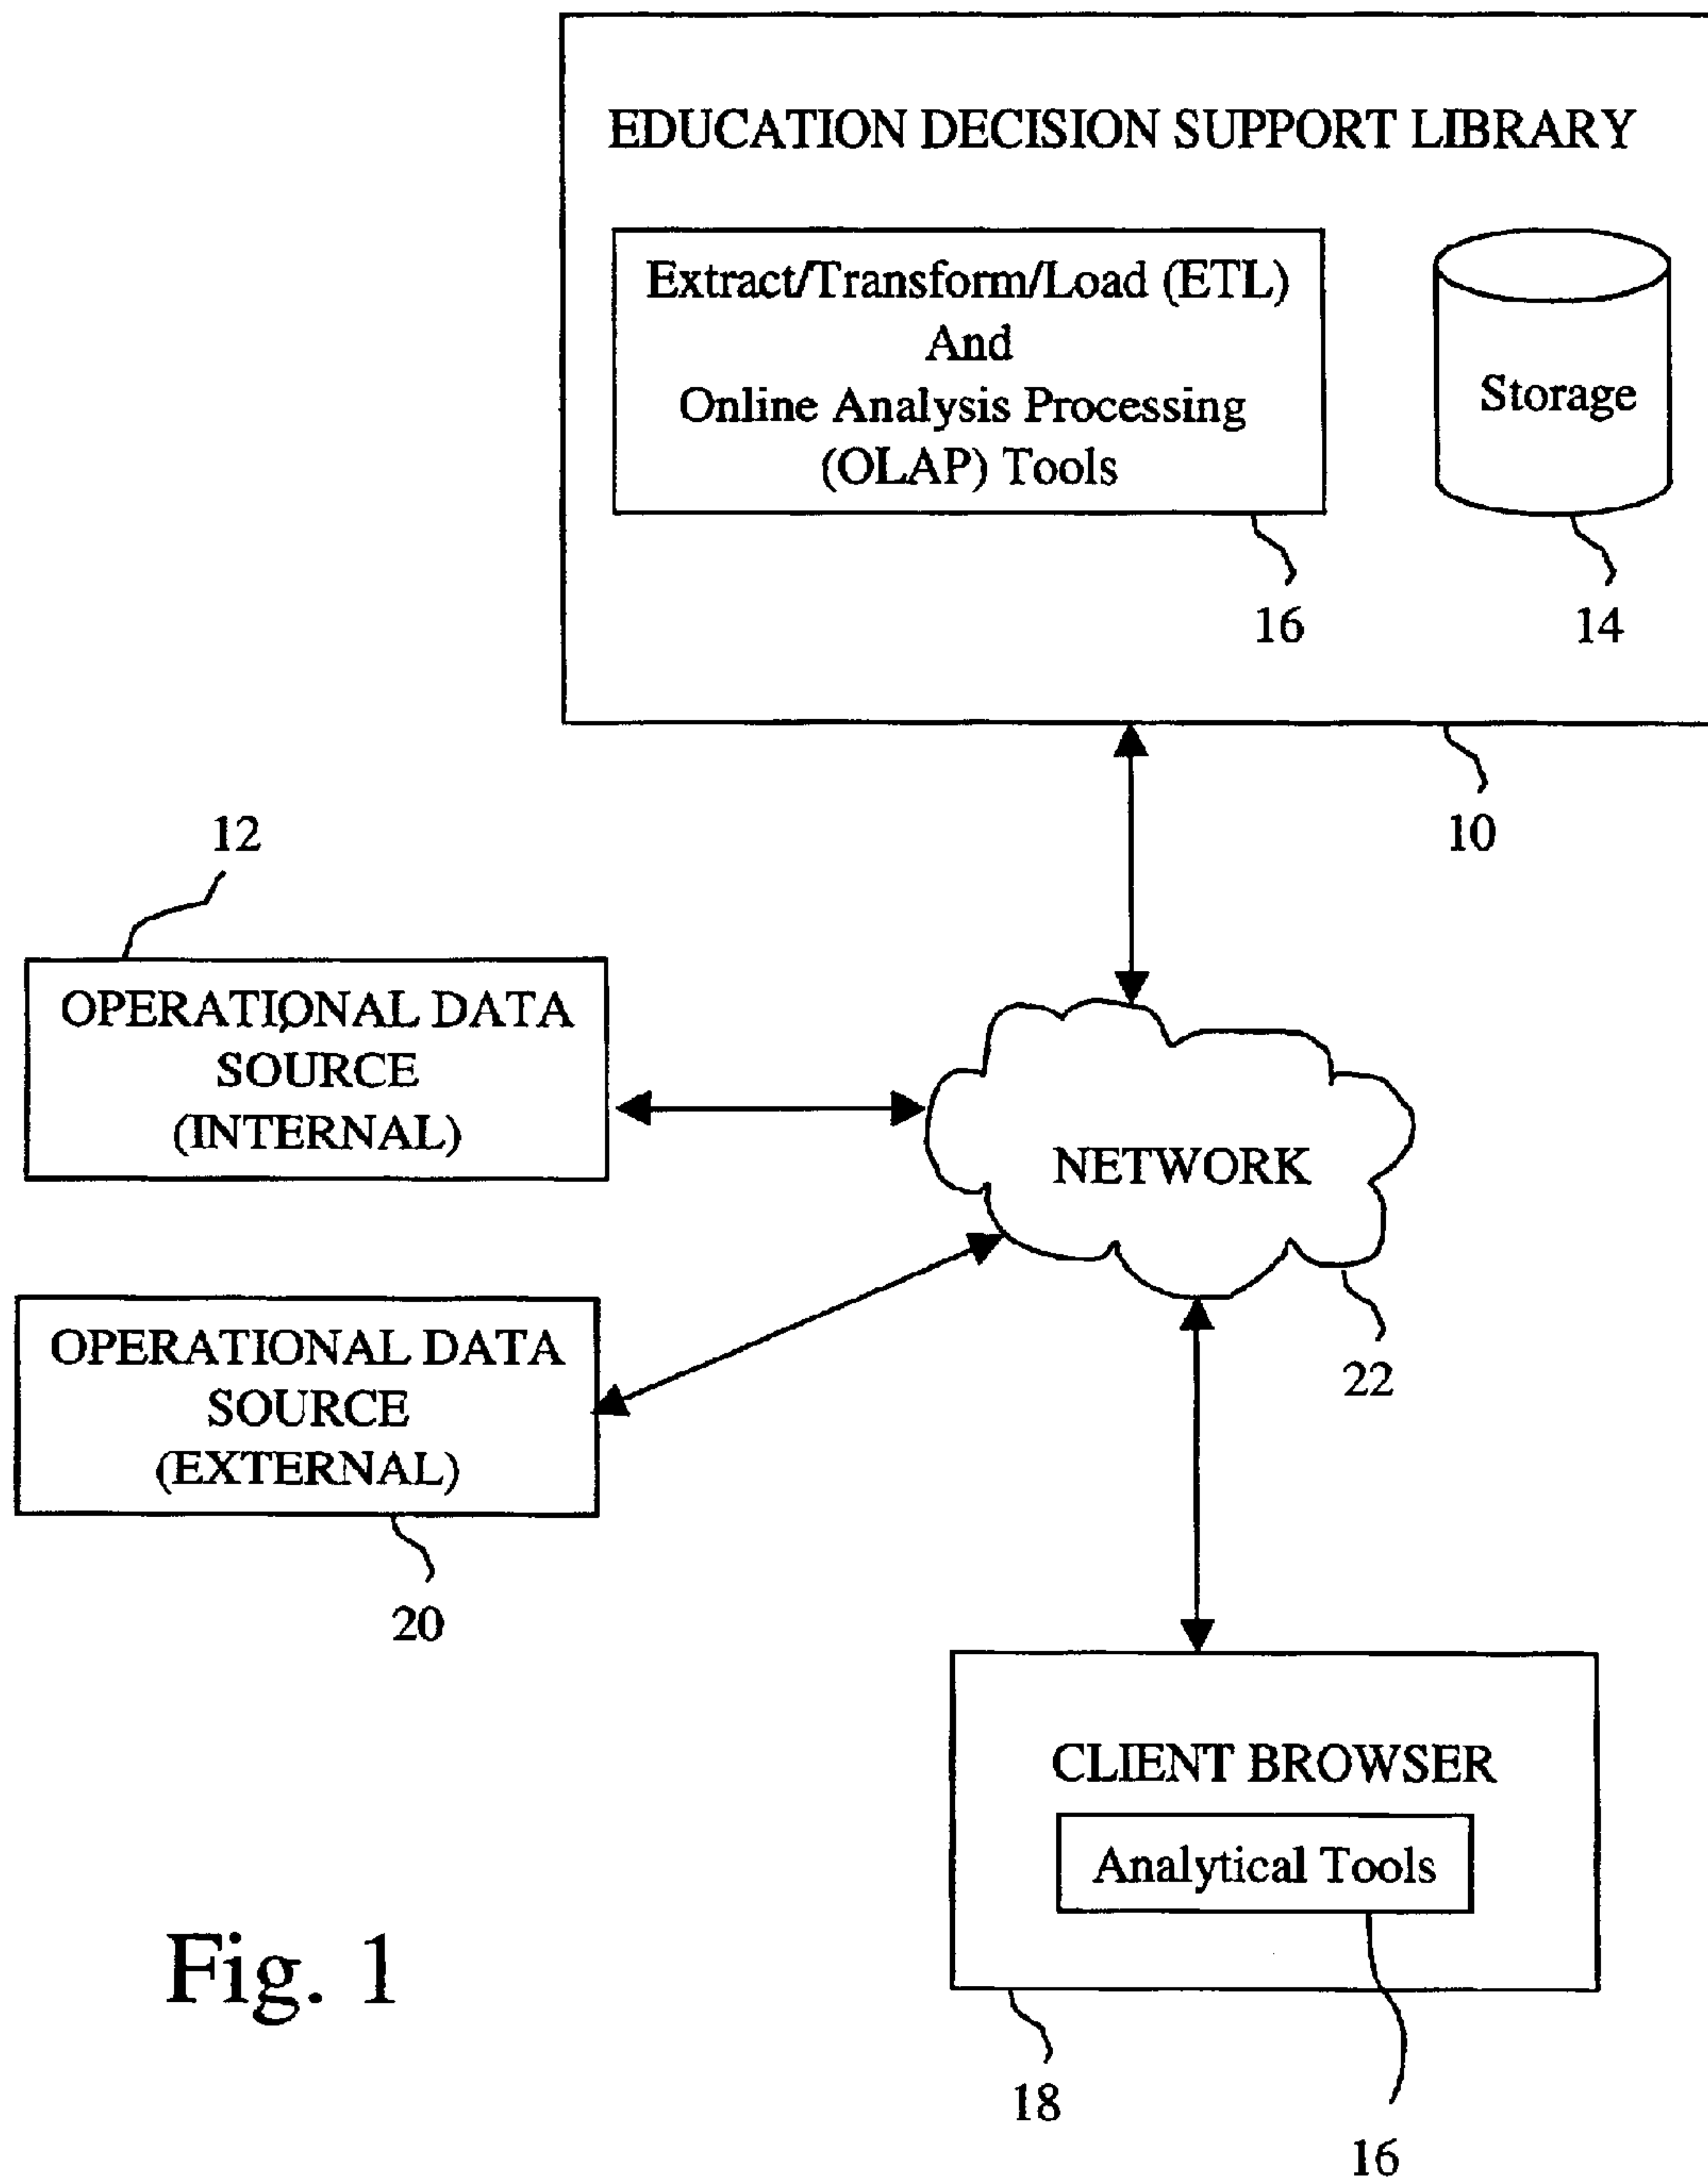 EDUCATION DECISION SUPPORT LIBRARY
Extract/Transform/Load (ETL)
And
Online Analysis Processing
(OLAP) Tools
Storage
16
14
10
12
OPERATIONAL DATA
SOURCE
(INTERNAL)
NETWORK
22
OPERATIONAL DATA
SOURCE
(EXTERNAL)
20
CLIENT BROWSER
Analytical Tools
18
16
Fig. 1